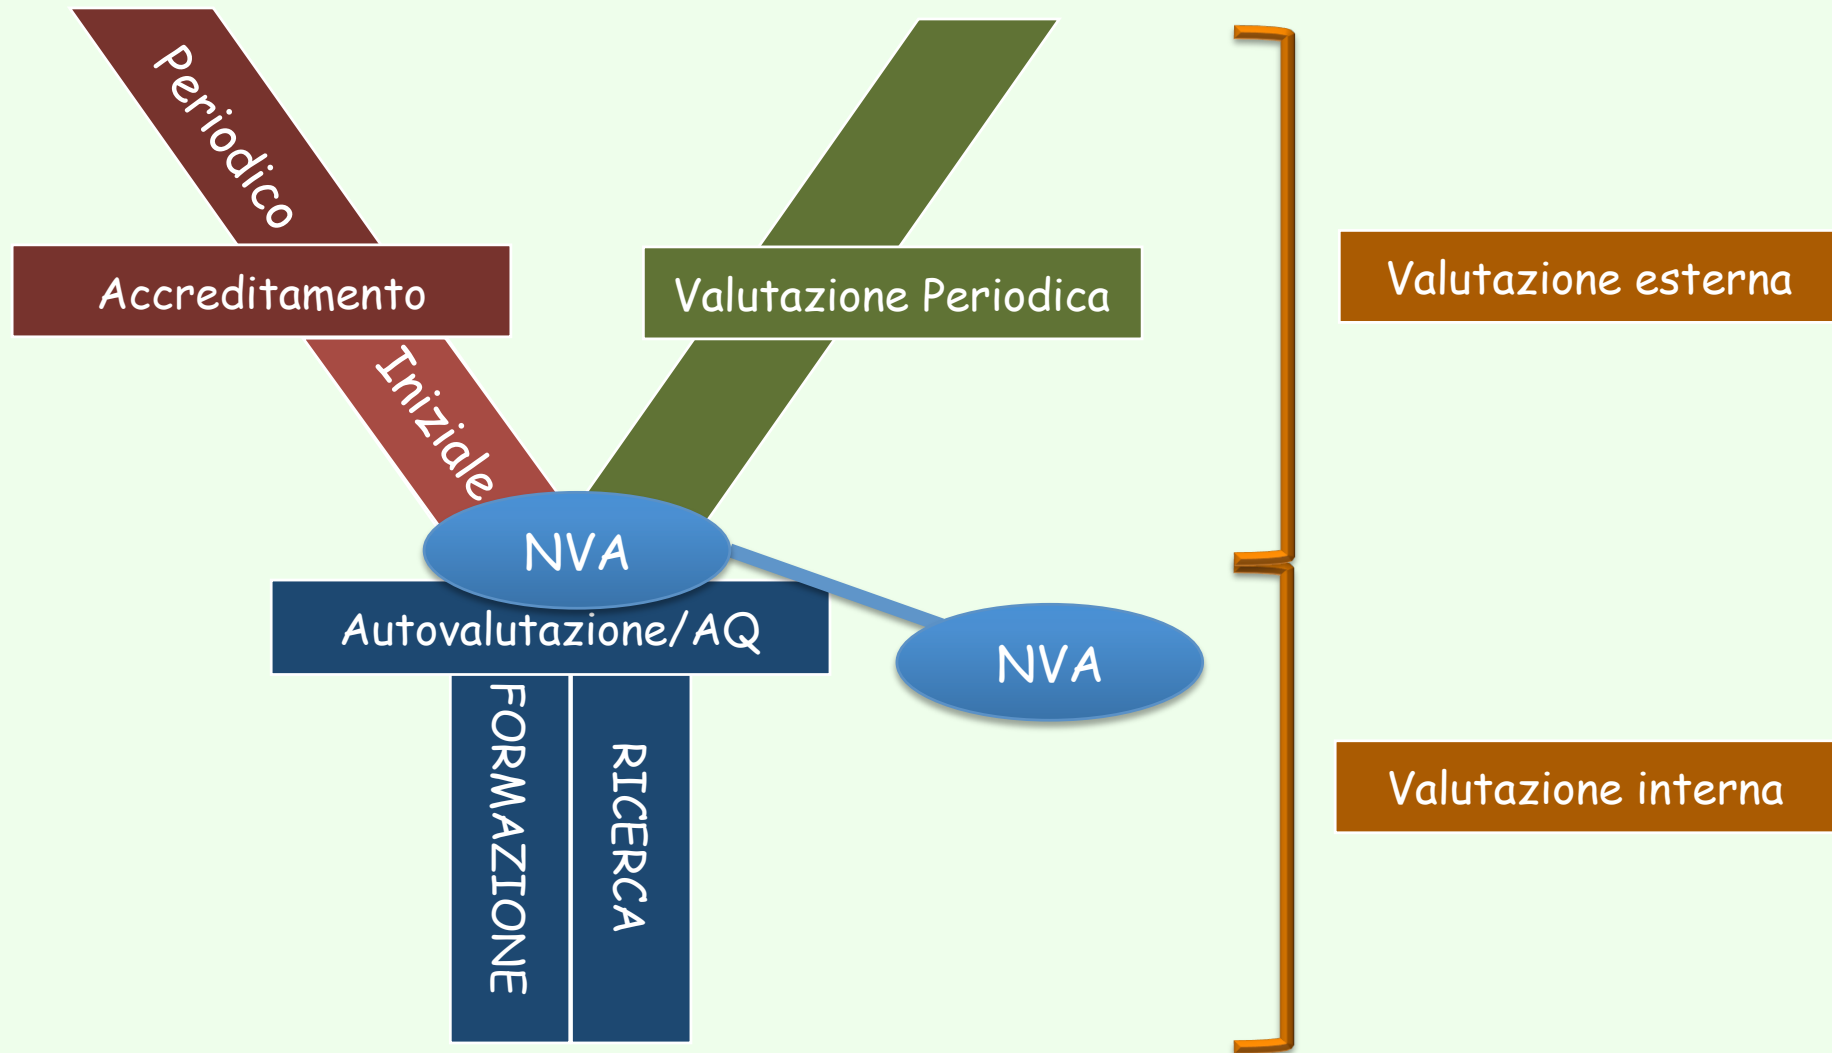 Periodico
Accreditamento
Valutazione Periodica
Valutazione esterna
Iniziale
NVA
Autovalutazione/AQ
NVA
FORMAZIONE
RICERCA
Valutazione interna